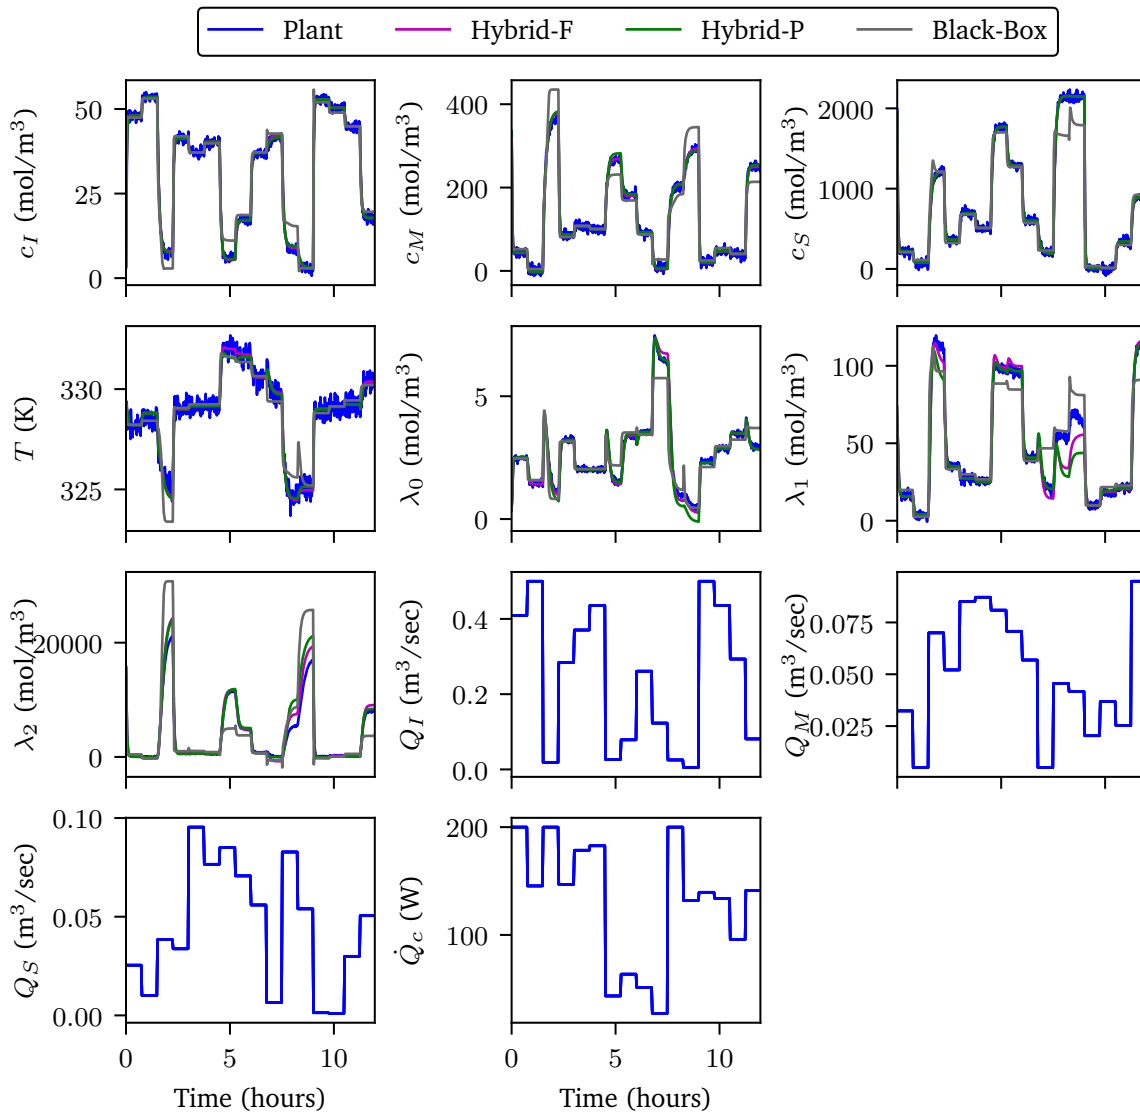 Plant Hybrid-F Hybrid-P Black-Box
c_I (mol/m³)
50
25
0
c_M (mol/m³)
400
200
0
c_S (mol/m³)
2000
1000
0
T (K)
330
325
λ₀ (mol/m³)
5
0
λ₁ (mol/m³)
100
50
0
λ₂ (mol/m³)
20000
0
Q_I (m³/sec)
0.4
0.2
0.0
Q_M (m³/sec)
0.075
0.050
0.025
Q_S (m³/sec)
0.10
0.05
0.00
0 5 10
Time (hours)
Q̇_c (W)
200
100
0 5 10
Time (hours)